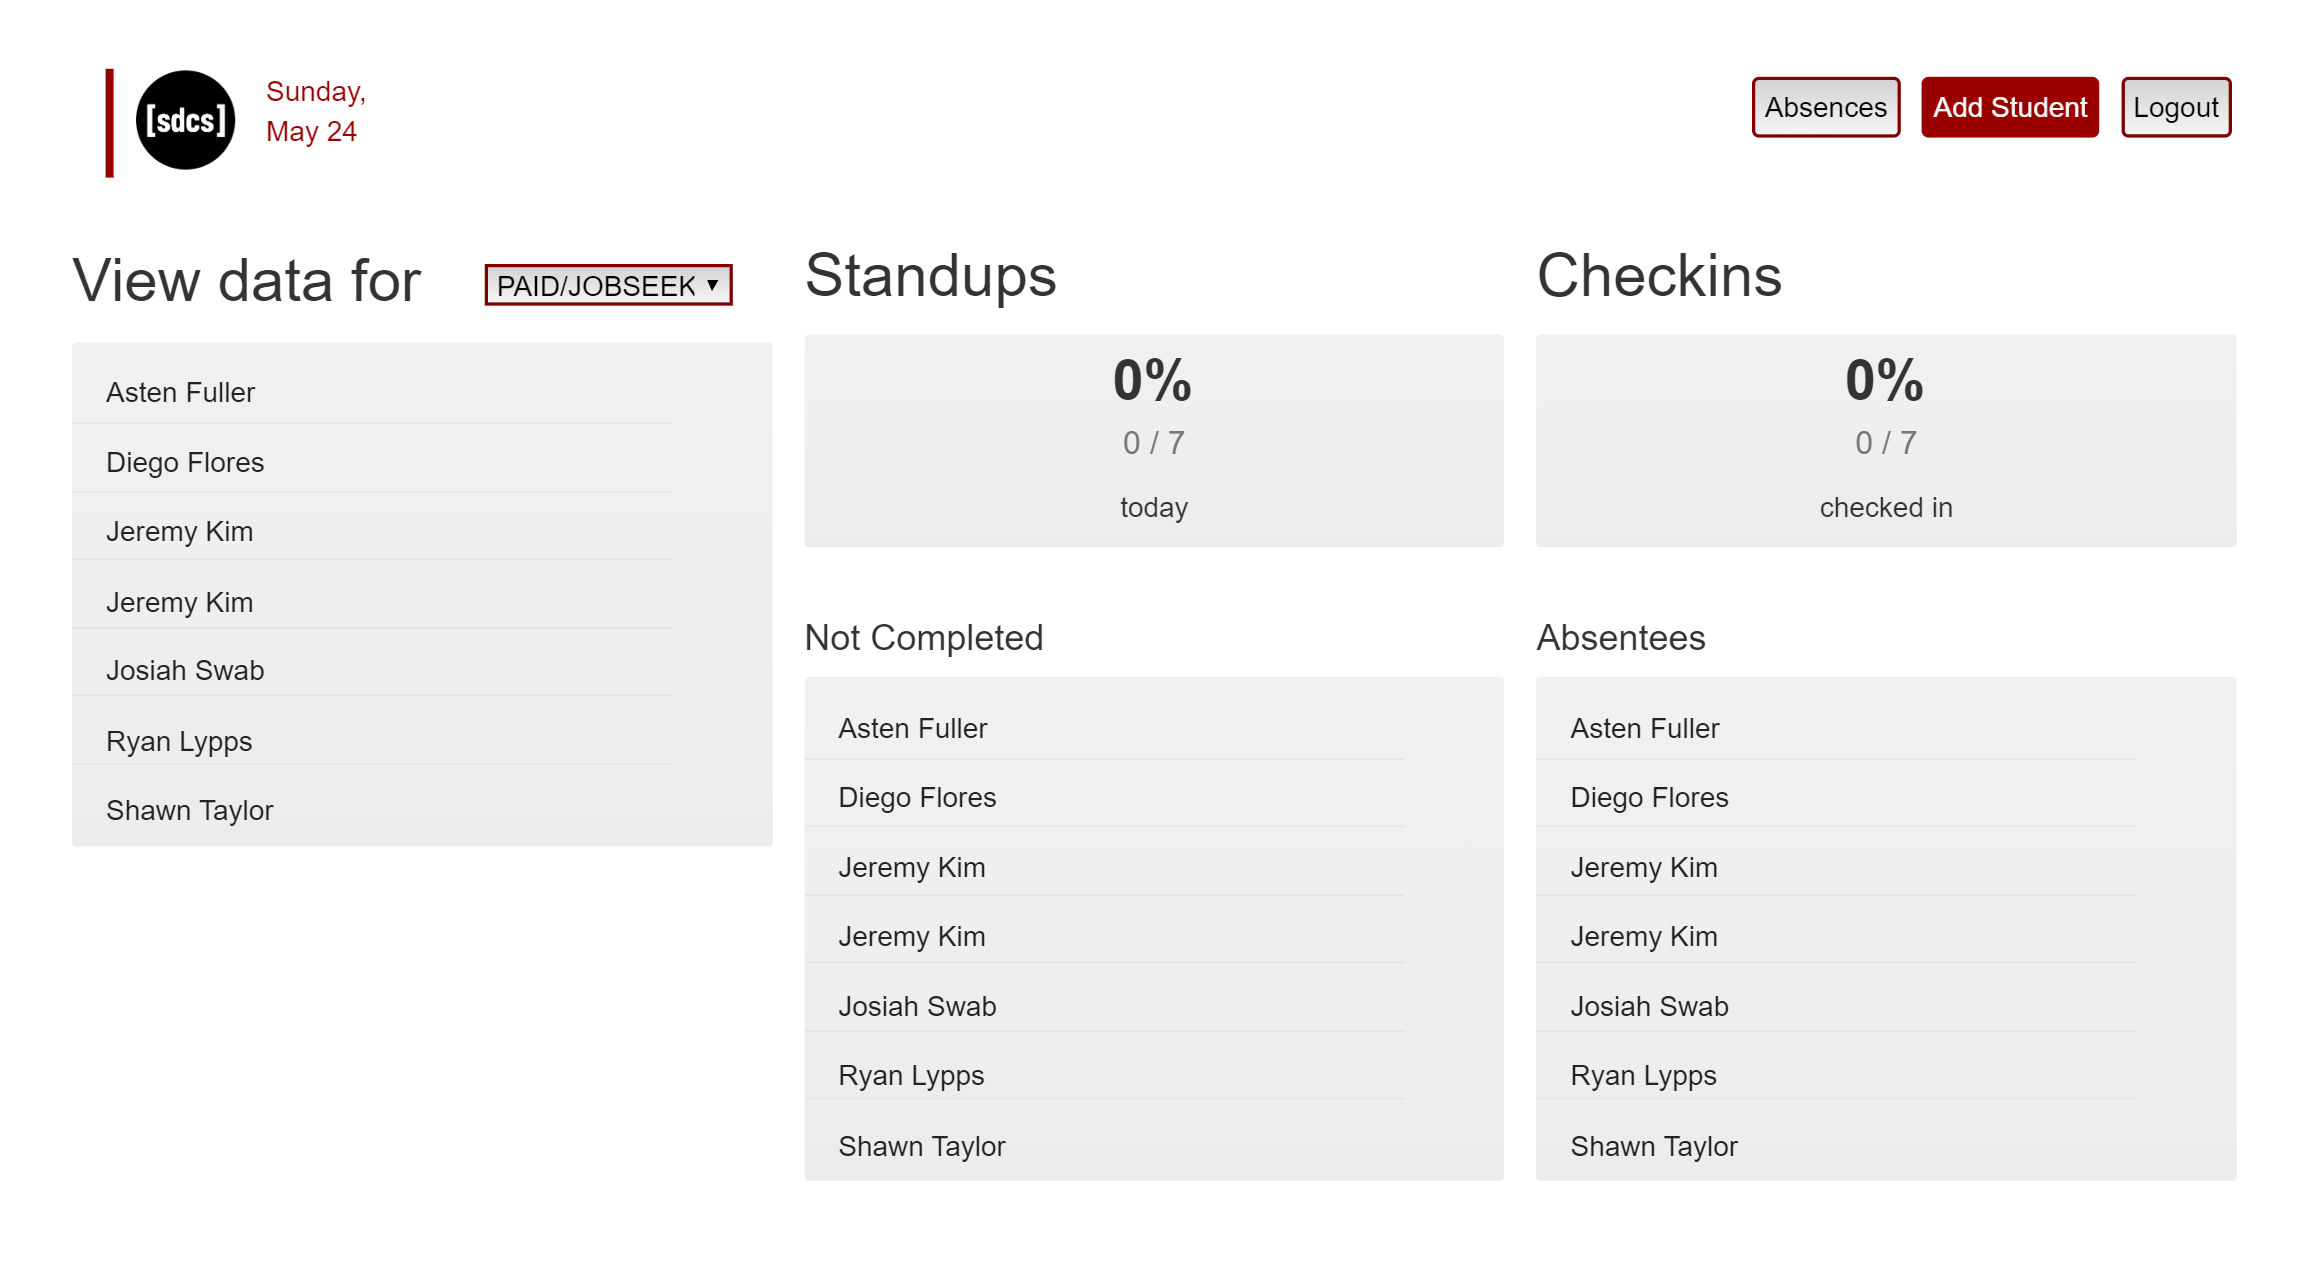 [sdcs]
Sunday,
May 24
Absences
Add Student
Logout
View data for
PAID/JOBSEEK
Asten Fuller
Diego Flores
Jeremy Kim
Jeremy Kim
Josiah Swab
Ryan Lypps
Shawn Taylor
Standups
0%
0 / 7
today
Not Completed
Asten Fuller
Diego Flores
Jeremy Kim
Jeremy Kim
Josiah Swab
Ryan Lypps
Shawn Taylor
Checkins
0%
0 / 7
checked in
Absentees
Asten Fuller
Diego Flores
Jeremy Kim
Jeremy Kim
Josiah Swab
Ryan Lypps
Shawn Taylor